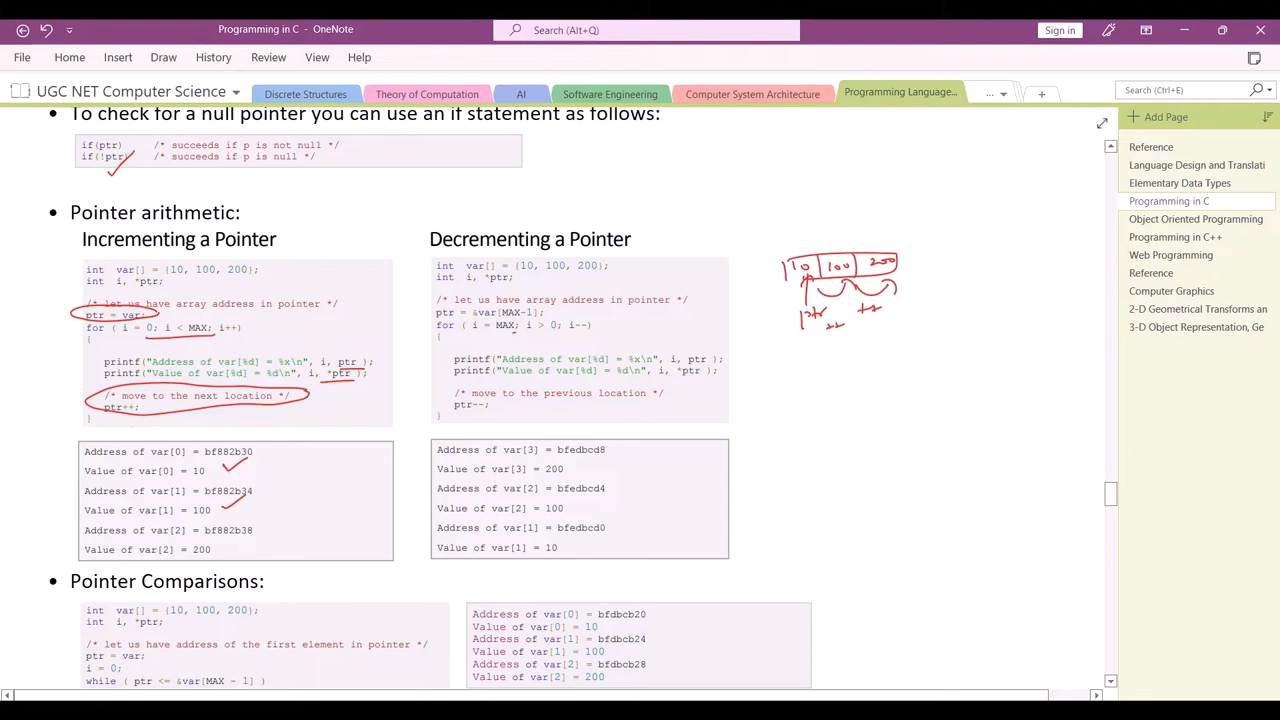 Programming in C - OneNote
Search (Alt+Q)
Sign in
File Home Insert Draw History Review View Help
UGC NET Computer Science
Discrete Structures
Theory of Computation
AI
Software Engineering
Computer System Architecture
Programming Language...
...
Search (Ctrl+E)
Add Page
Reference
Language Design and Translati
Elementary Data Types
Programming in C
Object Oriented Programming
Programming in C++
Web Programming
Reference
Computer Graphics
2-D Geometrical Transforms an
3-D Object Representation, Ge
• To check for a null pointer you can use an if statement as follows:
if(ptr) /* succeeds if p is not null */
if(!ptr) /* succeeds if p is null */
• Pointer arithmetic:
Incrementing a Pointer
int var[] = {10, 100, 200};
int i, *ptr;
/* let us have array address in pointer */
ptr = var;
for ( i = 0; i < MAX; i++)
{
printf("Address of var[%d] = %x\n", i, ptr );
printf("Value of var[%d] = %d\n", i, *ptr );
/* move to the next location */
ptr++;
}
Address of var[0] = bf882b30
Value of var[0] = 10
Address of var[1] = bf882b34
Value of var[1] = 100
Address of var[2] = bf882b38
Value of var[2] = 200
Decrementing a Pointer
int var[] = {10, 100, 200};
int i, *ptr;
/* let us have array address in pointer */
ptr = &var[MAX-1];
for ( i = MAX; i > 0; i--)
{
printf("Address of var[%d] = %x\n", i, ptr );
printf("Value of var[%d] = %d\n", i, *ptr );
/* move to the previous location */
ptr--;
}
Address of var[3] = bfedbcd8
Value of var[3] = 200
Address of var[2] = bfedbcd4
Value of var[2] = 100
Address of var[1] = bfedbcd0
Value of var[1] = 10
10 100 200
ptr ++
++
• Pointer Comparisons:
int var[] = {10, 100, 200};
int i, *ptr;
/* let us have address of the first element in pointer */
ptr = var;
i = 0;
while ( ptr <= &var[MAX - 1] )
Address of var[0] = bfdbcb20
Value of var[0] = 10
Address of var[1] = bfdbcb24
Value of var[1] = 100
Address of var[2] = bfdbcb28
Value of var[2] = 200